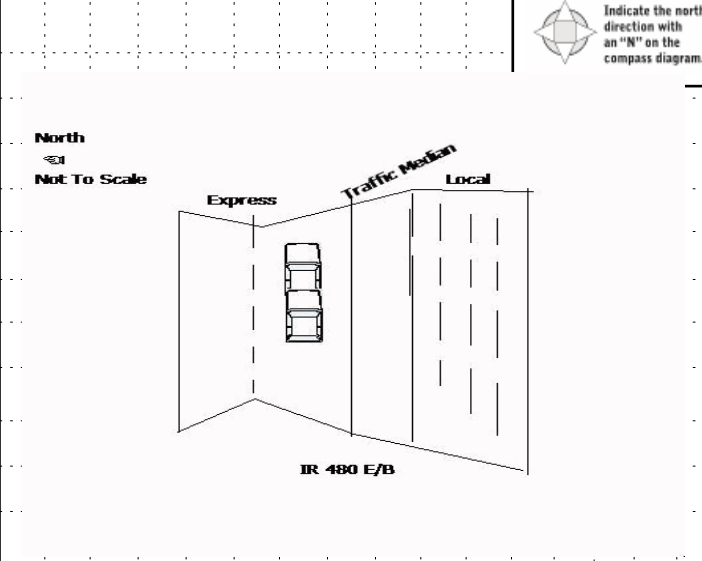 Indicate the north
direction with
an "N" on the
compass diagram.
North
Not To Scale
Traffic Median
Express
Local
IR 480 E/B